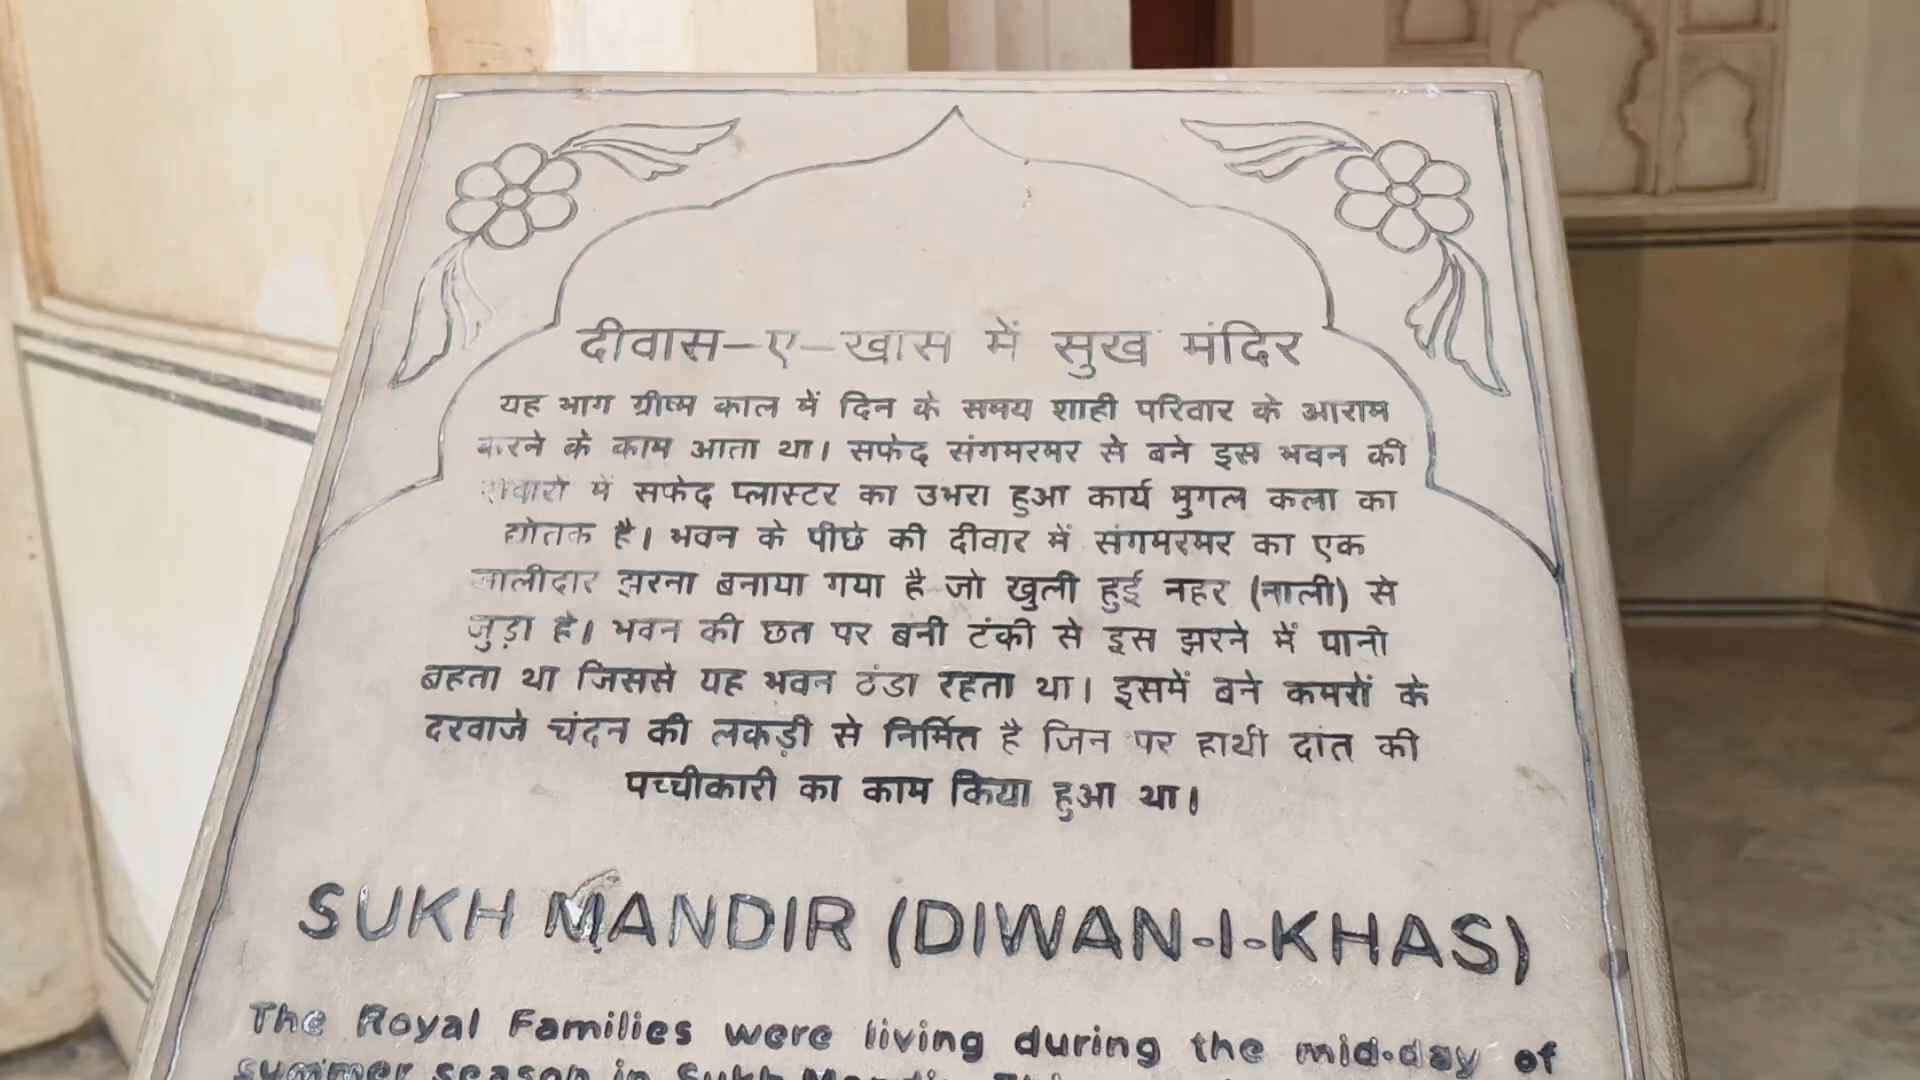 दीवास-ए-खास में सुख मंदिर
यह भाग ग्रीष्म काल में दिन के समय शाही परिवार के आराम
करने के काम आता था। सफेद संगमरमर से बने इस भवन की
में सफेद प्लास्टर का उभरा हुआ कार्य मुगल कला का
द्योतक है। भवन के पीछे की दीवार में संगमरमर का एक
जालीदार झरना बनाया गया है जो खुली हुई नहर (नाली) से
जुड़ा है। भवन की छत पर बनी टंकी से इस झरने में पानी
बहता था जिससे यह भवन ठंडा रहता था। इसमें बने कमरों के
दरवाजे चंदन की लकड़ी से निर्मित है जिन पर हाथी दांत की
पच्चीकारी का काम किया हुआ था।
SUKH MANDIR (DIWAN-I-KHAS)
The Royal Families were living during the mid-day of
summer season in Sukh